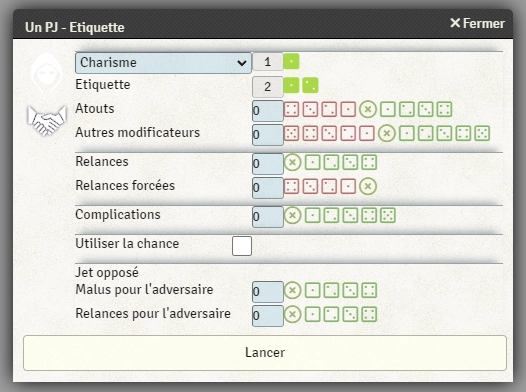 Un PJ - Etiquette
✕ Fermer
Charisme 1
Etiquette 2
Atouts 0
Autres modificateurs 0
Relances 0
Relances forcées 0
Complications 0
Utiliser la chance
Jet opposé
Malus pour l'adversaire 0
Relances pour l'adversaire 0
Lancer